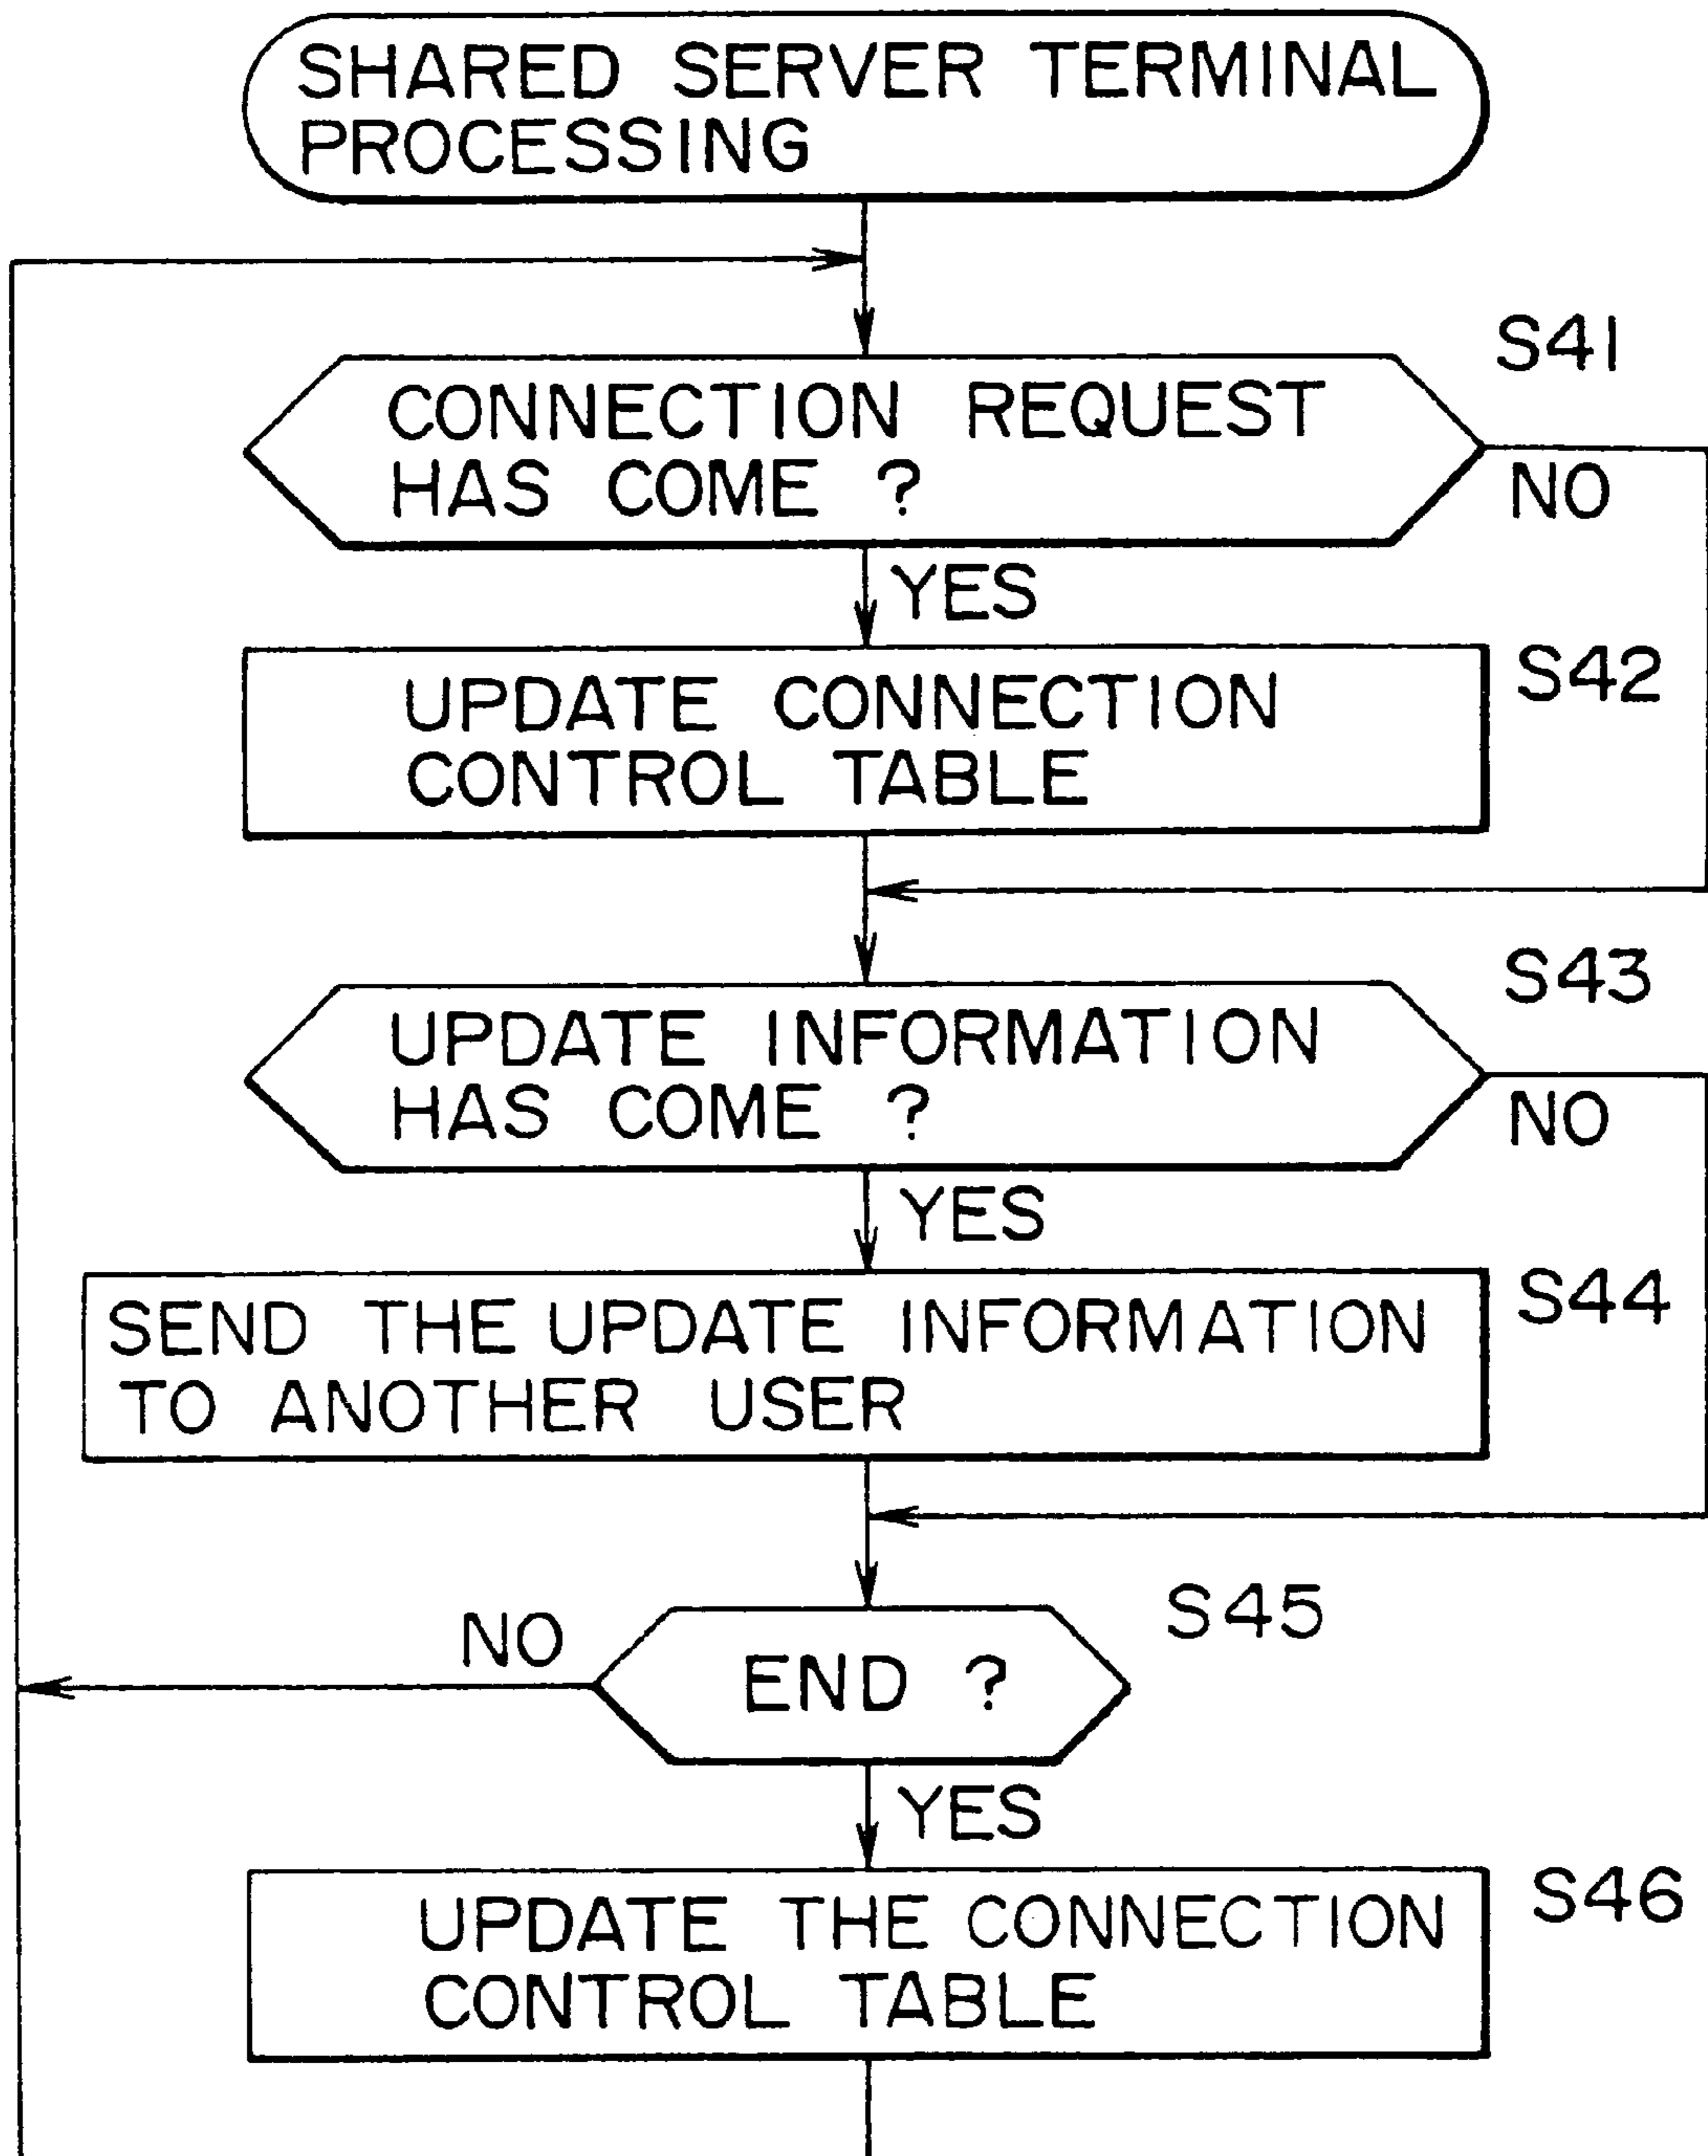 SHARED SERVER TERMINAL
PROCESSING
S41
CONNECTION REQUEST
HAS COME ?
NO
YES
S42
UPDATE CONNECTION
CONTROL TABLE
S43
UPDATE INFORMATION
HAS COME ?
NO
YES
S44
SEND THE UPDATE INFORMATION
TO ANOTHER USER
S45
NO
END ?
YES
S46
UPDATE THE CONNECTION
CONTROL TABLE